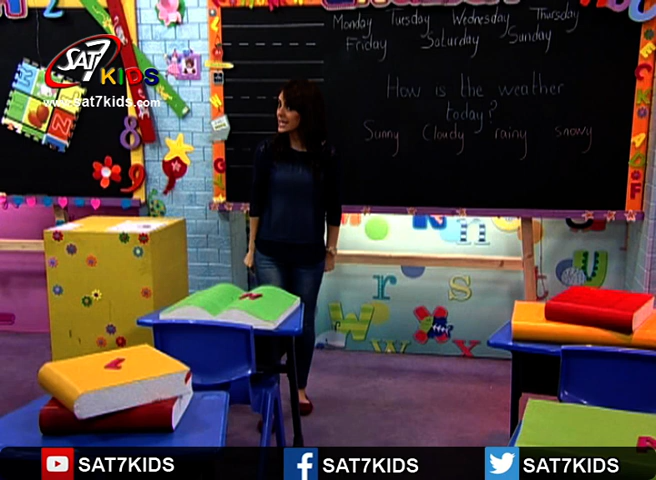 Monday Tuesday Wednesday Thursday
Friday Saturday Sunday
How is the weather
today?
Sunny Cloudy rainy snowy
SAT7
KIDS
www.sat7kids.com
SAT7KIDS
SAT7KIDS
SAT7KIDS